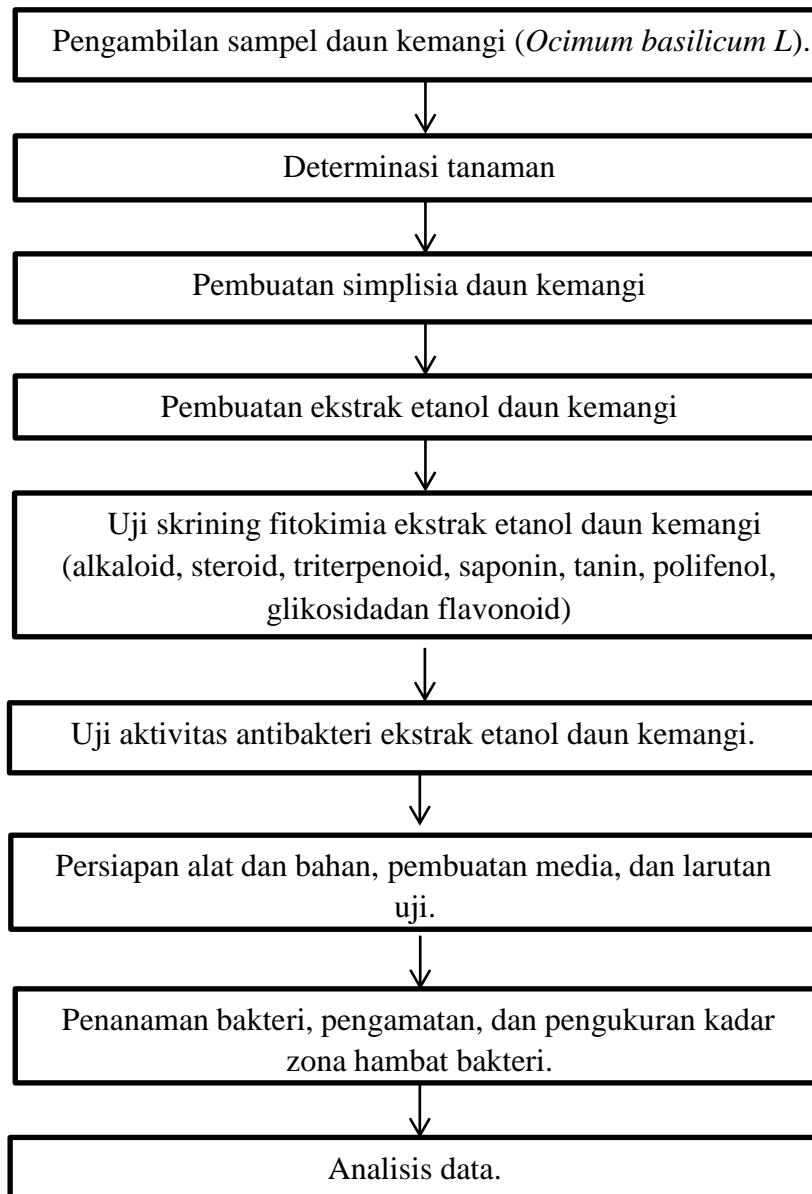 Pengambilan sampel daun kemangi (Ocimum basilicum L).
Determinasi tanaman
Pembuatan simplisia daun kemangi
Pembuatan ekstrak etanol daun kemangi
Uji skrining fitokimia ekstrak etanol daun kemangi
(alkaloid, steroid, triterpenoid, saponin, tanin, polifenol,
glikosidadan flavonoid)
Uji aktivitas antibakteri ekstrak etanol daun kemangi.
Persiapan alat dan bahan, pembuatan media, dan larutan
uji.
Penanaman bakteri, pengamatan, dan pengukuran kadar
zona hambat bakteri.
Analisis data.